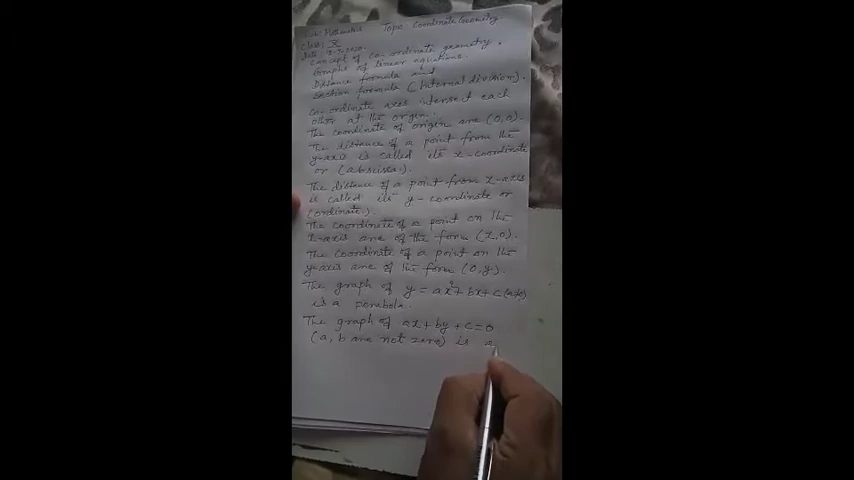 Sub: Mathematics Topic: Coordinate Geometry
Class: X
Date
Concept of co-ordinate geometry.
Graphs of linear equations.
Distance formula and
section formula (Internal division).
co-ordinate axes intersect each
other at the origin.
The coordinate of origin are (0,0).
The distance of a point from the
y-axis is called its x-coordinate
or (abscissa).
The distance of a point from x-axis
is called its y-coordinate or
(ordinate).
The coordinate of a point on the
x-axis are of the form (x,0).
The coordinate of a point on the
y-axis are of the form (0,y).
The graph of y = ax²+bx+c (a≠0)
is a parabola.
The graph of ax+by+c=0
(a, b are not zero) is a